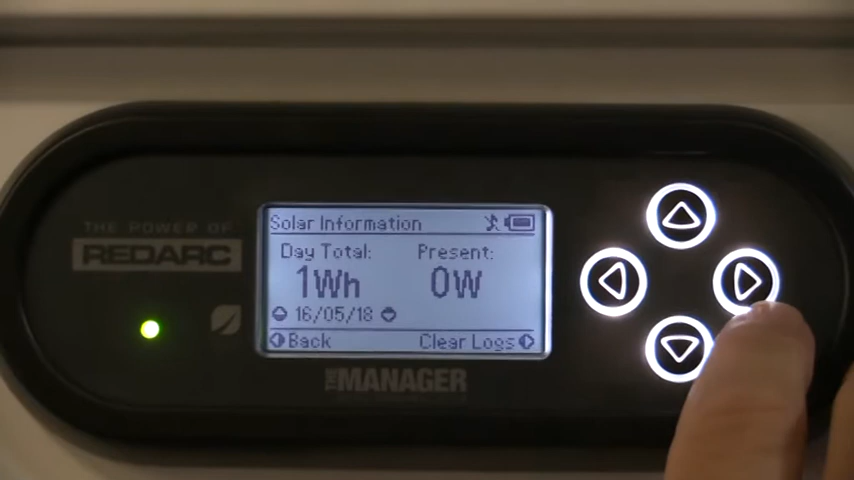 THE POWER OF
REDARC
Solar Information
Day Total: Present:
1Wh 0W
16/05/18
Back Clear Logs
THE MANAGER